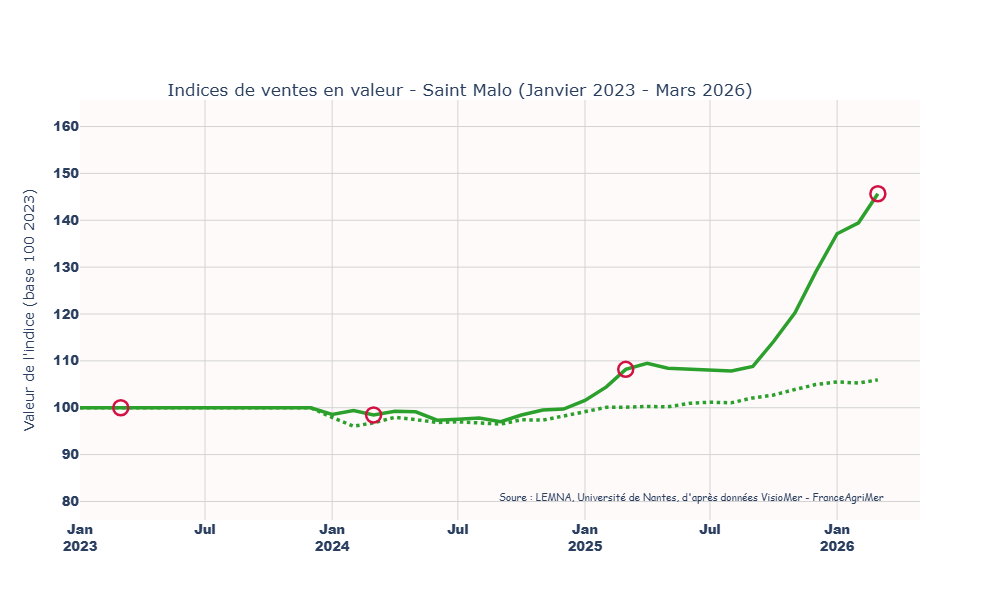 Indices de ventes en valeur - Saint Malo (Janvier 2023 - Mars 2026)
Valeur de l'indice (base 100 2023)
160
150
140
130
120
110
100
90
80
Soure : LEMNA, Université de Nantes, d'après données VisioMer - FranceAgriMer
Jan Jul Jan Jul Jan Jul Jan
2023 2024 2025 2026